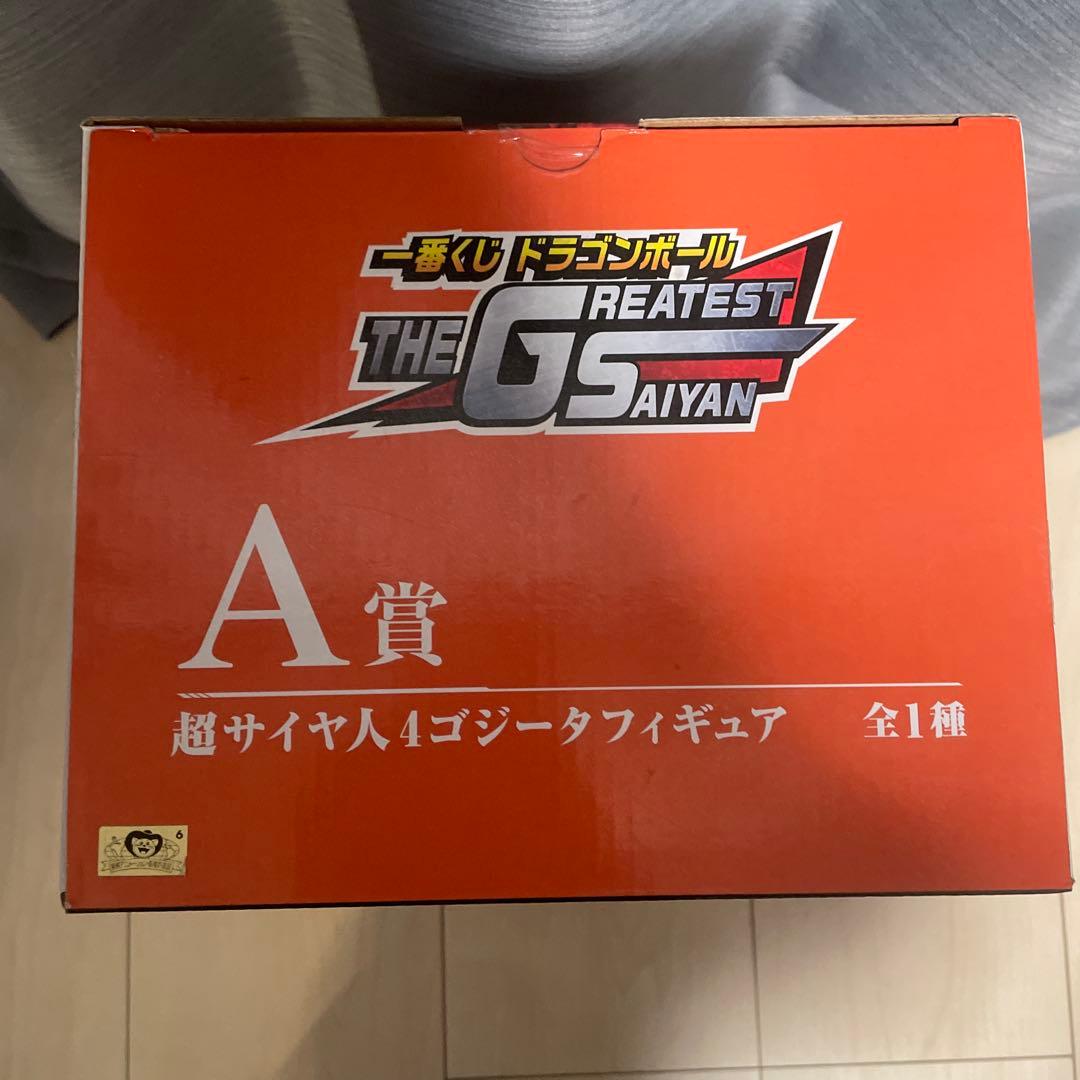 一番くじ ドラゴンボール
THE GREATEST
SAIYAN
A賞
超サイヤ人4ゴジータフィギュア 全1種
6